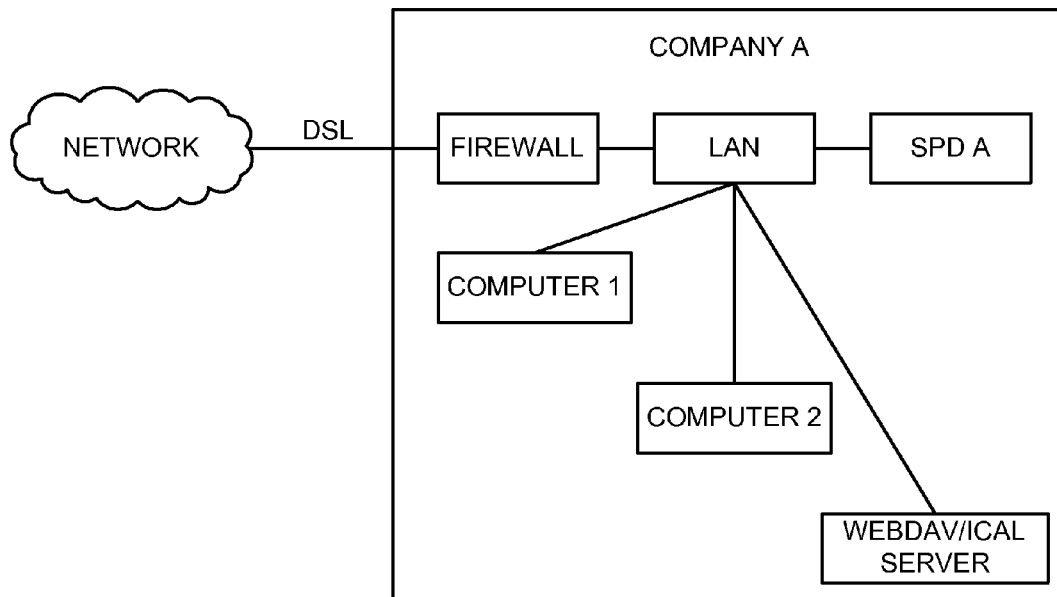 COMPANY A
NETWORK
DSL
FIREWALL
LAN
SPD A
COMPUTER 1
COMPUTER 2
WEBDAV/ICAL
SERVER